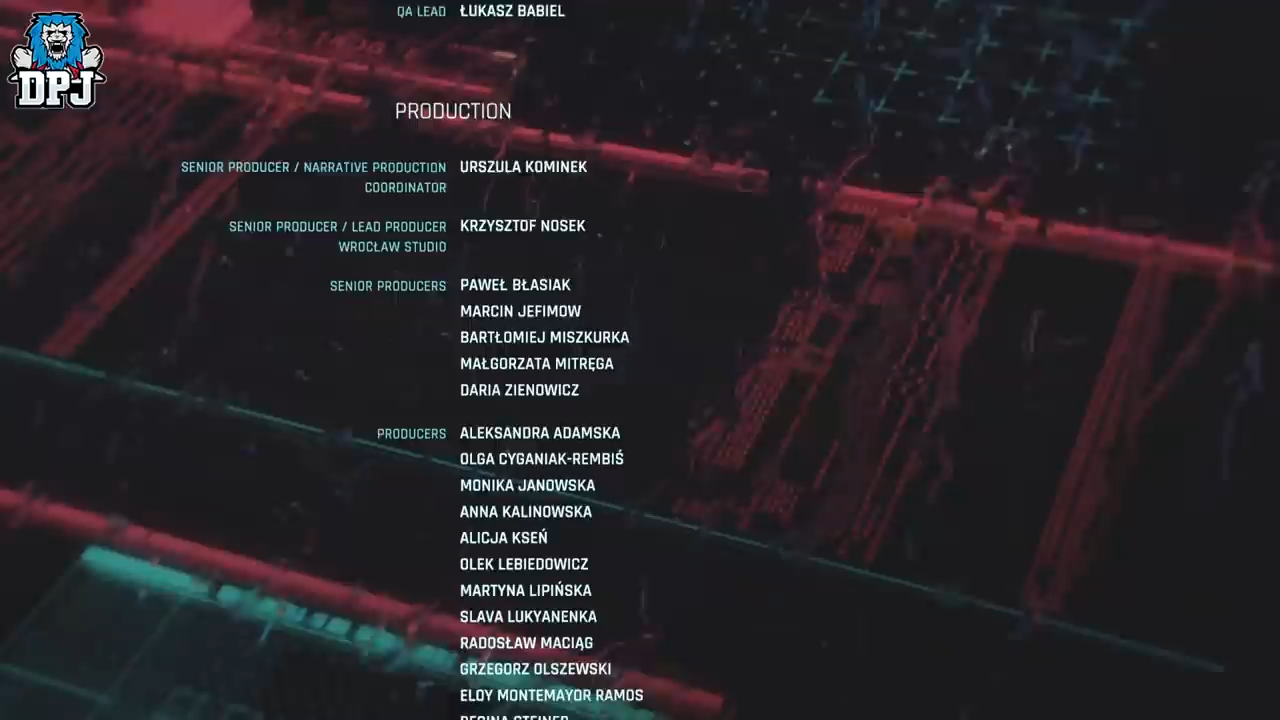 QA LEAD ŁUKASZ BABIEL
DPJ
PRODUCTION
SENIOR PRODUCER / NARRATIVE PRODUCTION URSZULA KOMINEK
COORDINATOR
SENIOR PRODUCER / LEAD PRODUCER KRZYSZTOF NOSEK
WROCŁAW STUDIO
SENIOR PRODUCERS PAWEŁ BŁASIAK
MARCIN JEFIMOW
BARTŁOMIEJ MISZKURKA
MAŁGORZATA MITRĘGA
DARIA ZIENOWICZ
PRODUCERS ALEKSANDRA ADAMSKA
OLGA CYGANIAK-REMBIŚ
MONIKA JANOWSKA
ANNA KALINOWSKA
ALICJA KSEŃ
OLEK LEBIEDOWICZ
MARTYNA LIPIŃSKA
SLAVA LUKYANENKA
RADOSŁAW MACIĄG
GRZEGORZ OLSZEWSKI
ELOY MONTEMAYOR RAMOS